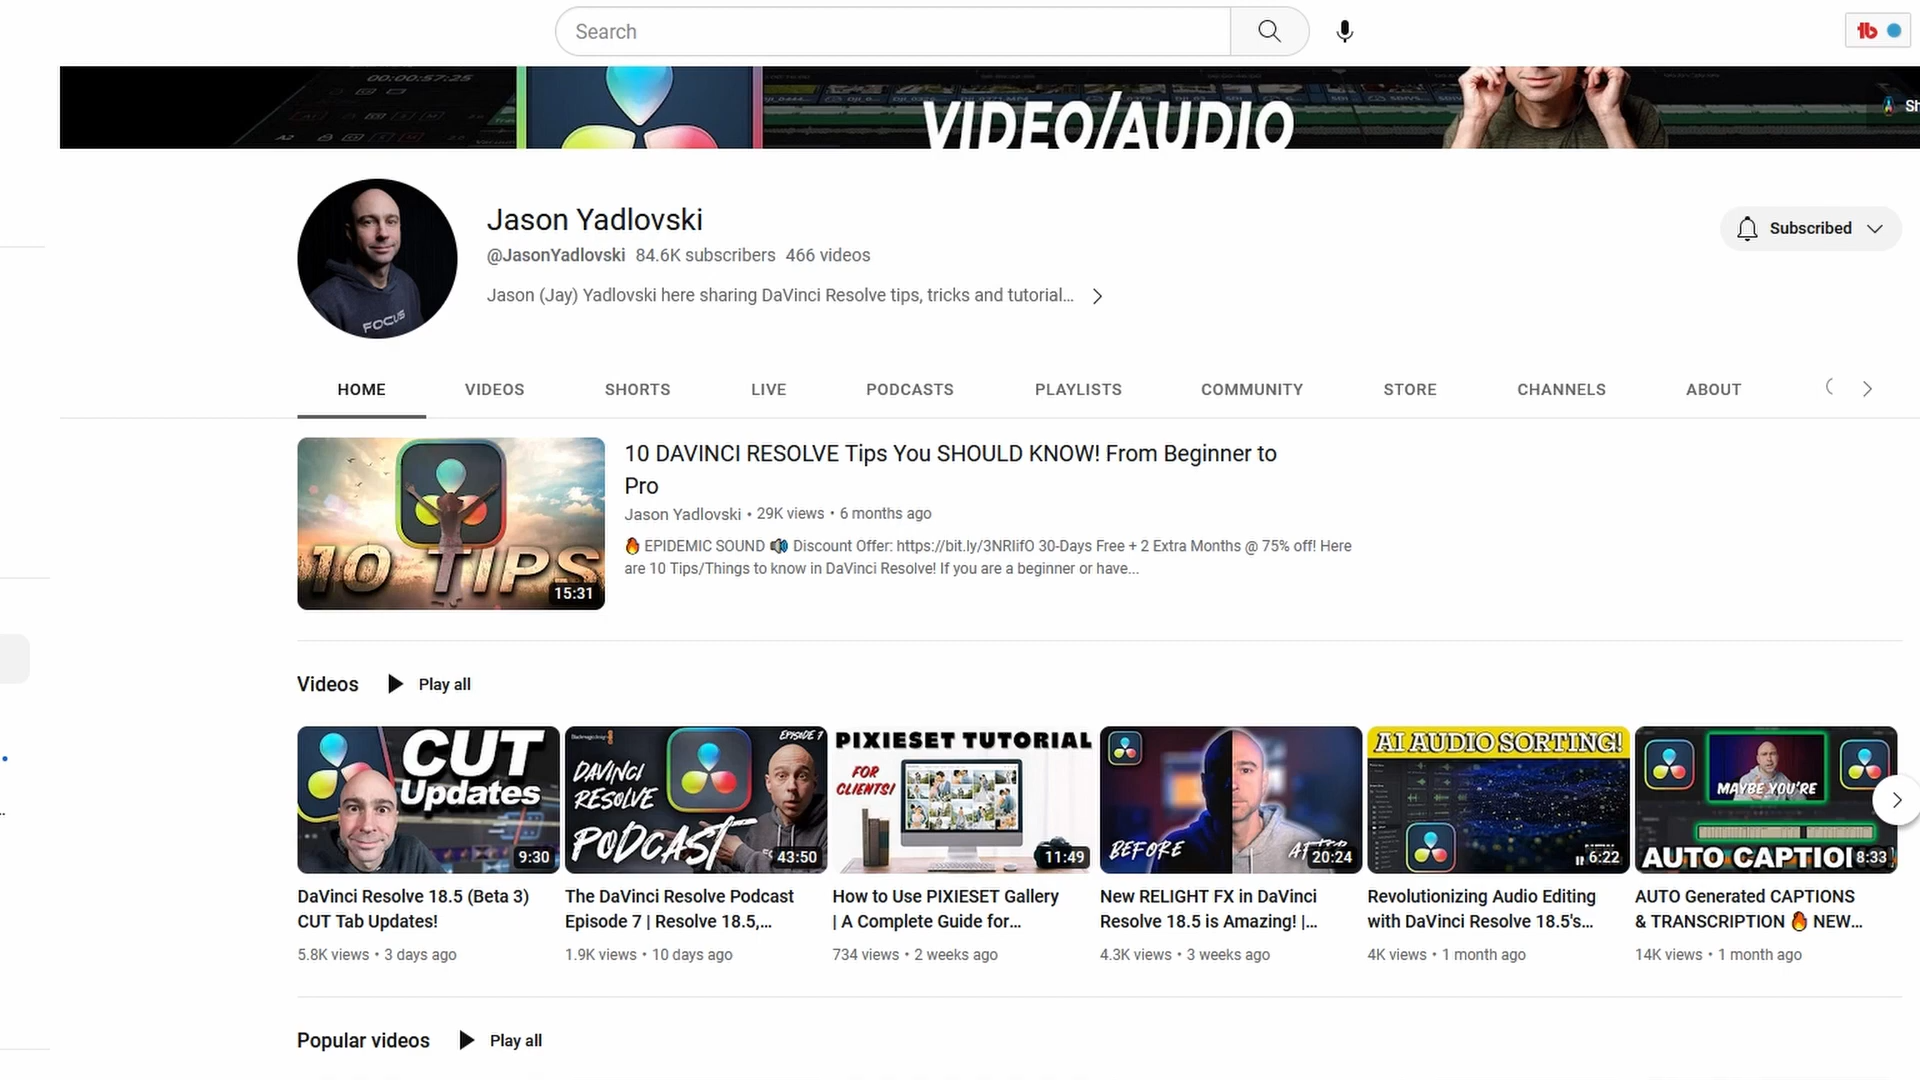 Search
00:00:57:25
VIDEO/AUDIO
Sh
FOCUS
Jason Yadlovski
@JasonYadlovski 84.6K subscribers 466 videos
Jason (Jay) Yadlovski here sharing DaVinci Resolve tips, tricks and tutorial...
Subscribed
HOME VIDEOS SHORTS LIVE PODCASTS PLAYLISTS COMMUNITY STORE CHANNELS ABOUT
10 TIPS
15:31
10 DAVINCI RESOLVE Tips You SHOULD KNOW! From Beginner to
Pro
Jason Yadlovski • 29K views • 6 months ago
🔥 EPIDEMIC SOUND 🔊 Discount Offer: https://bit.ly/3NRlifO 30-Days Free + 2 Extra Months @ 75% off! Here
are 10 Tips/Things to know in DaVinci Resolve! If you are a beginner or have...
Videos Play all
CUT
Updates
9:30
DaVinci Resolve 18.5 (Beta 3)
CUT Tab Updates!
5.8K views • 3 days ago
Blackmagicdesign
EPISODE 7
DAVINCI
RESOLVE
PODCAST
43:50
The DaVinci Resolve Podcast
Episode 7 | Resolve 18.5,...
1.9K views • 10 days ago
PIXIESET TUTORIAL
FOR
CLIENTS!
11:49
How to Use PIXIESET Gallery
| A Complete Guide for...
734 views • 2 weeks ago
BEFORE
20:24
New RELIGHT FX in DaVinci
Resolve 18.5 is Amazing! |...
4.3K views • 3 weeks ago
AI AUDIO SORTING!
6:22
Revolutionizing Audio Editing
with DaVinci Resolve 18.5's...
4K views • 1 month ago
MAYBE YOU'RE
AUTO CAPTIO
8:33
AUTO Generated CAPTIONS
& TRANSCRIPTION 🔥 NEW...
14K views • 1 month ago
Popular videos Play all